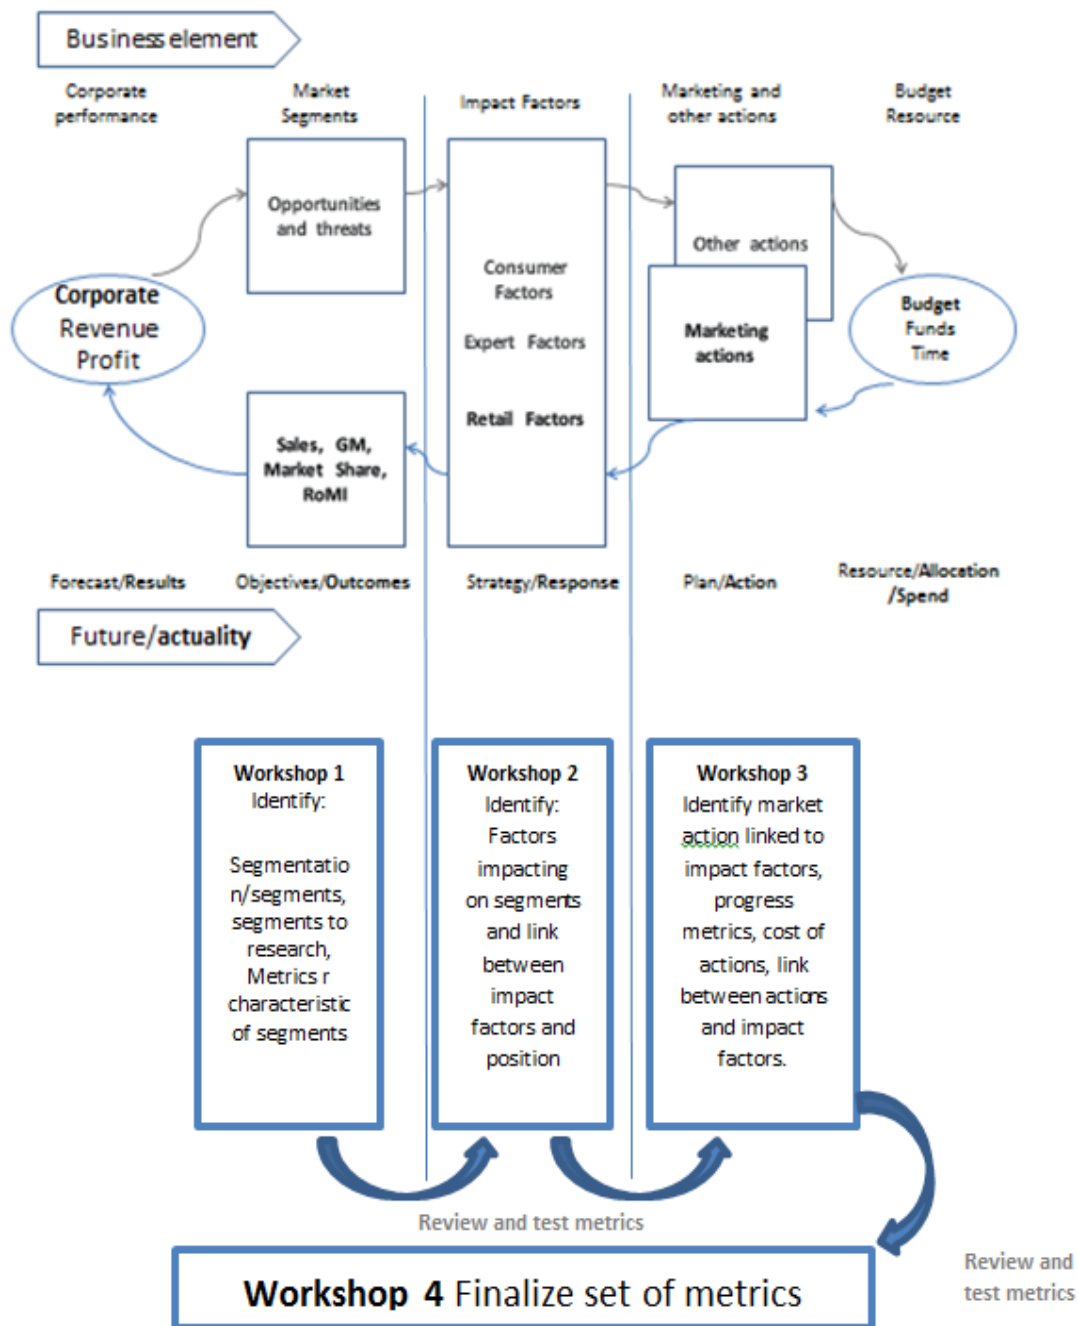 Business element
Corporate
performance
Market
Segments
Impact Factors
Marketing and
other actions
Budget
Resource
Opportunities
and threats
Other actions
Consumer
Factors
Expert Factors
Retail Factors
Marketing
actions
Corporate
Revenue
Profit
Budget
Funds
Time
Sales, GM,
Market Share,
RoMI
Forecast/Results
Objectives/Outcomes
Strategy/Response
Plan/Action
Resource/Allocation
/Spend
Future/actuality
Workshop 1
Identify:
Segmentatio
n/segments,
segments to
research,
Metrics r
characteristic
of segments
Workshop 2
Identify:
Factors
impacting
on segments
and link
between
impact
factors and
position
Workshop 3
Identify market
action linked to
impact factors,
progress
metrics, cost of
actions, link
between actions
and impact
factors.
Review and test metrics
Review and
test metrics
Workshop 4 Finalize set of metrics